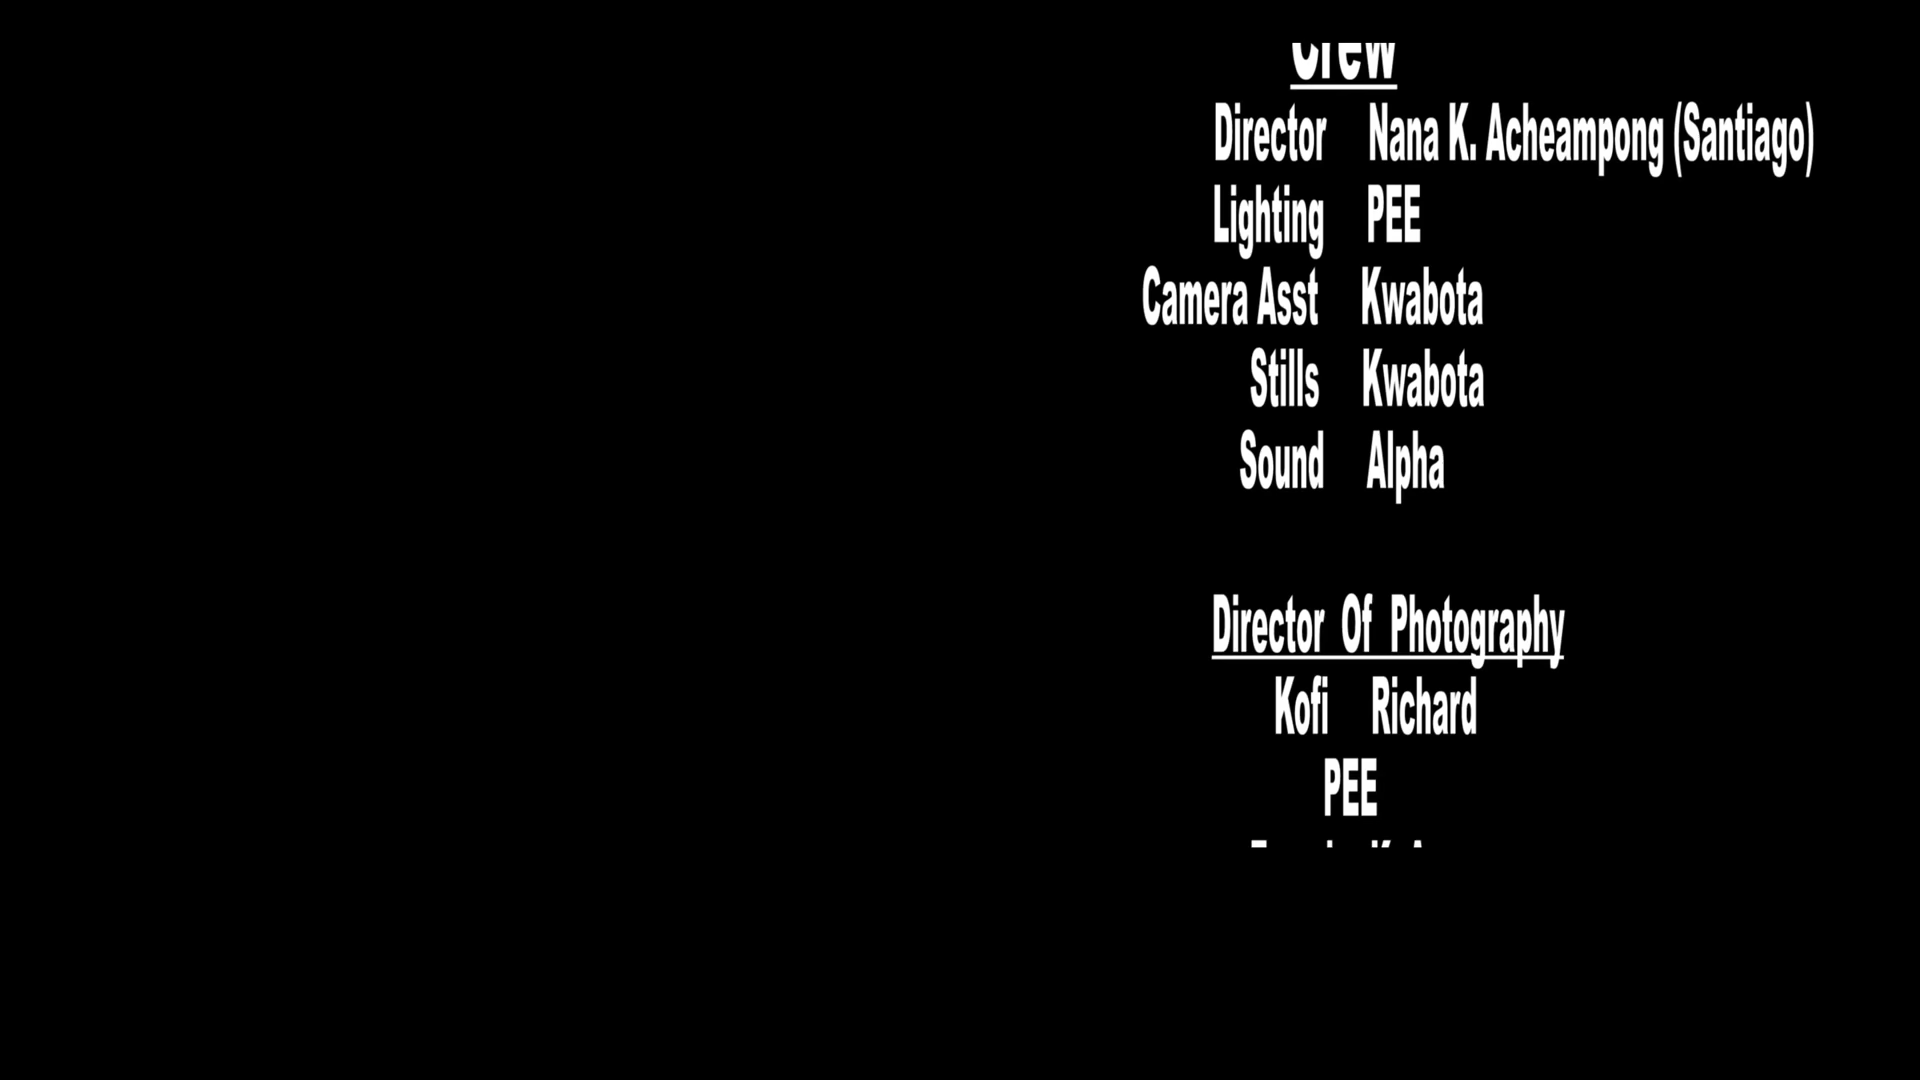 Crew
Director Nana K. Acheampong (Santiago)
Lighting PEE
Camera Asst Kwabota
Stills Kwabota
Sound Alpha
Director Of Photography
Kofi Richard
PEE